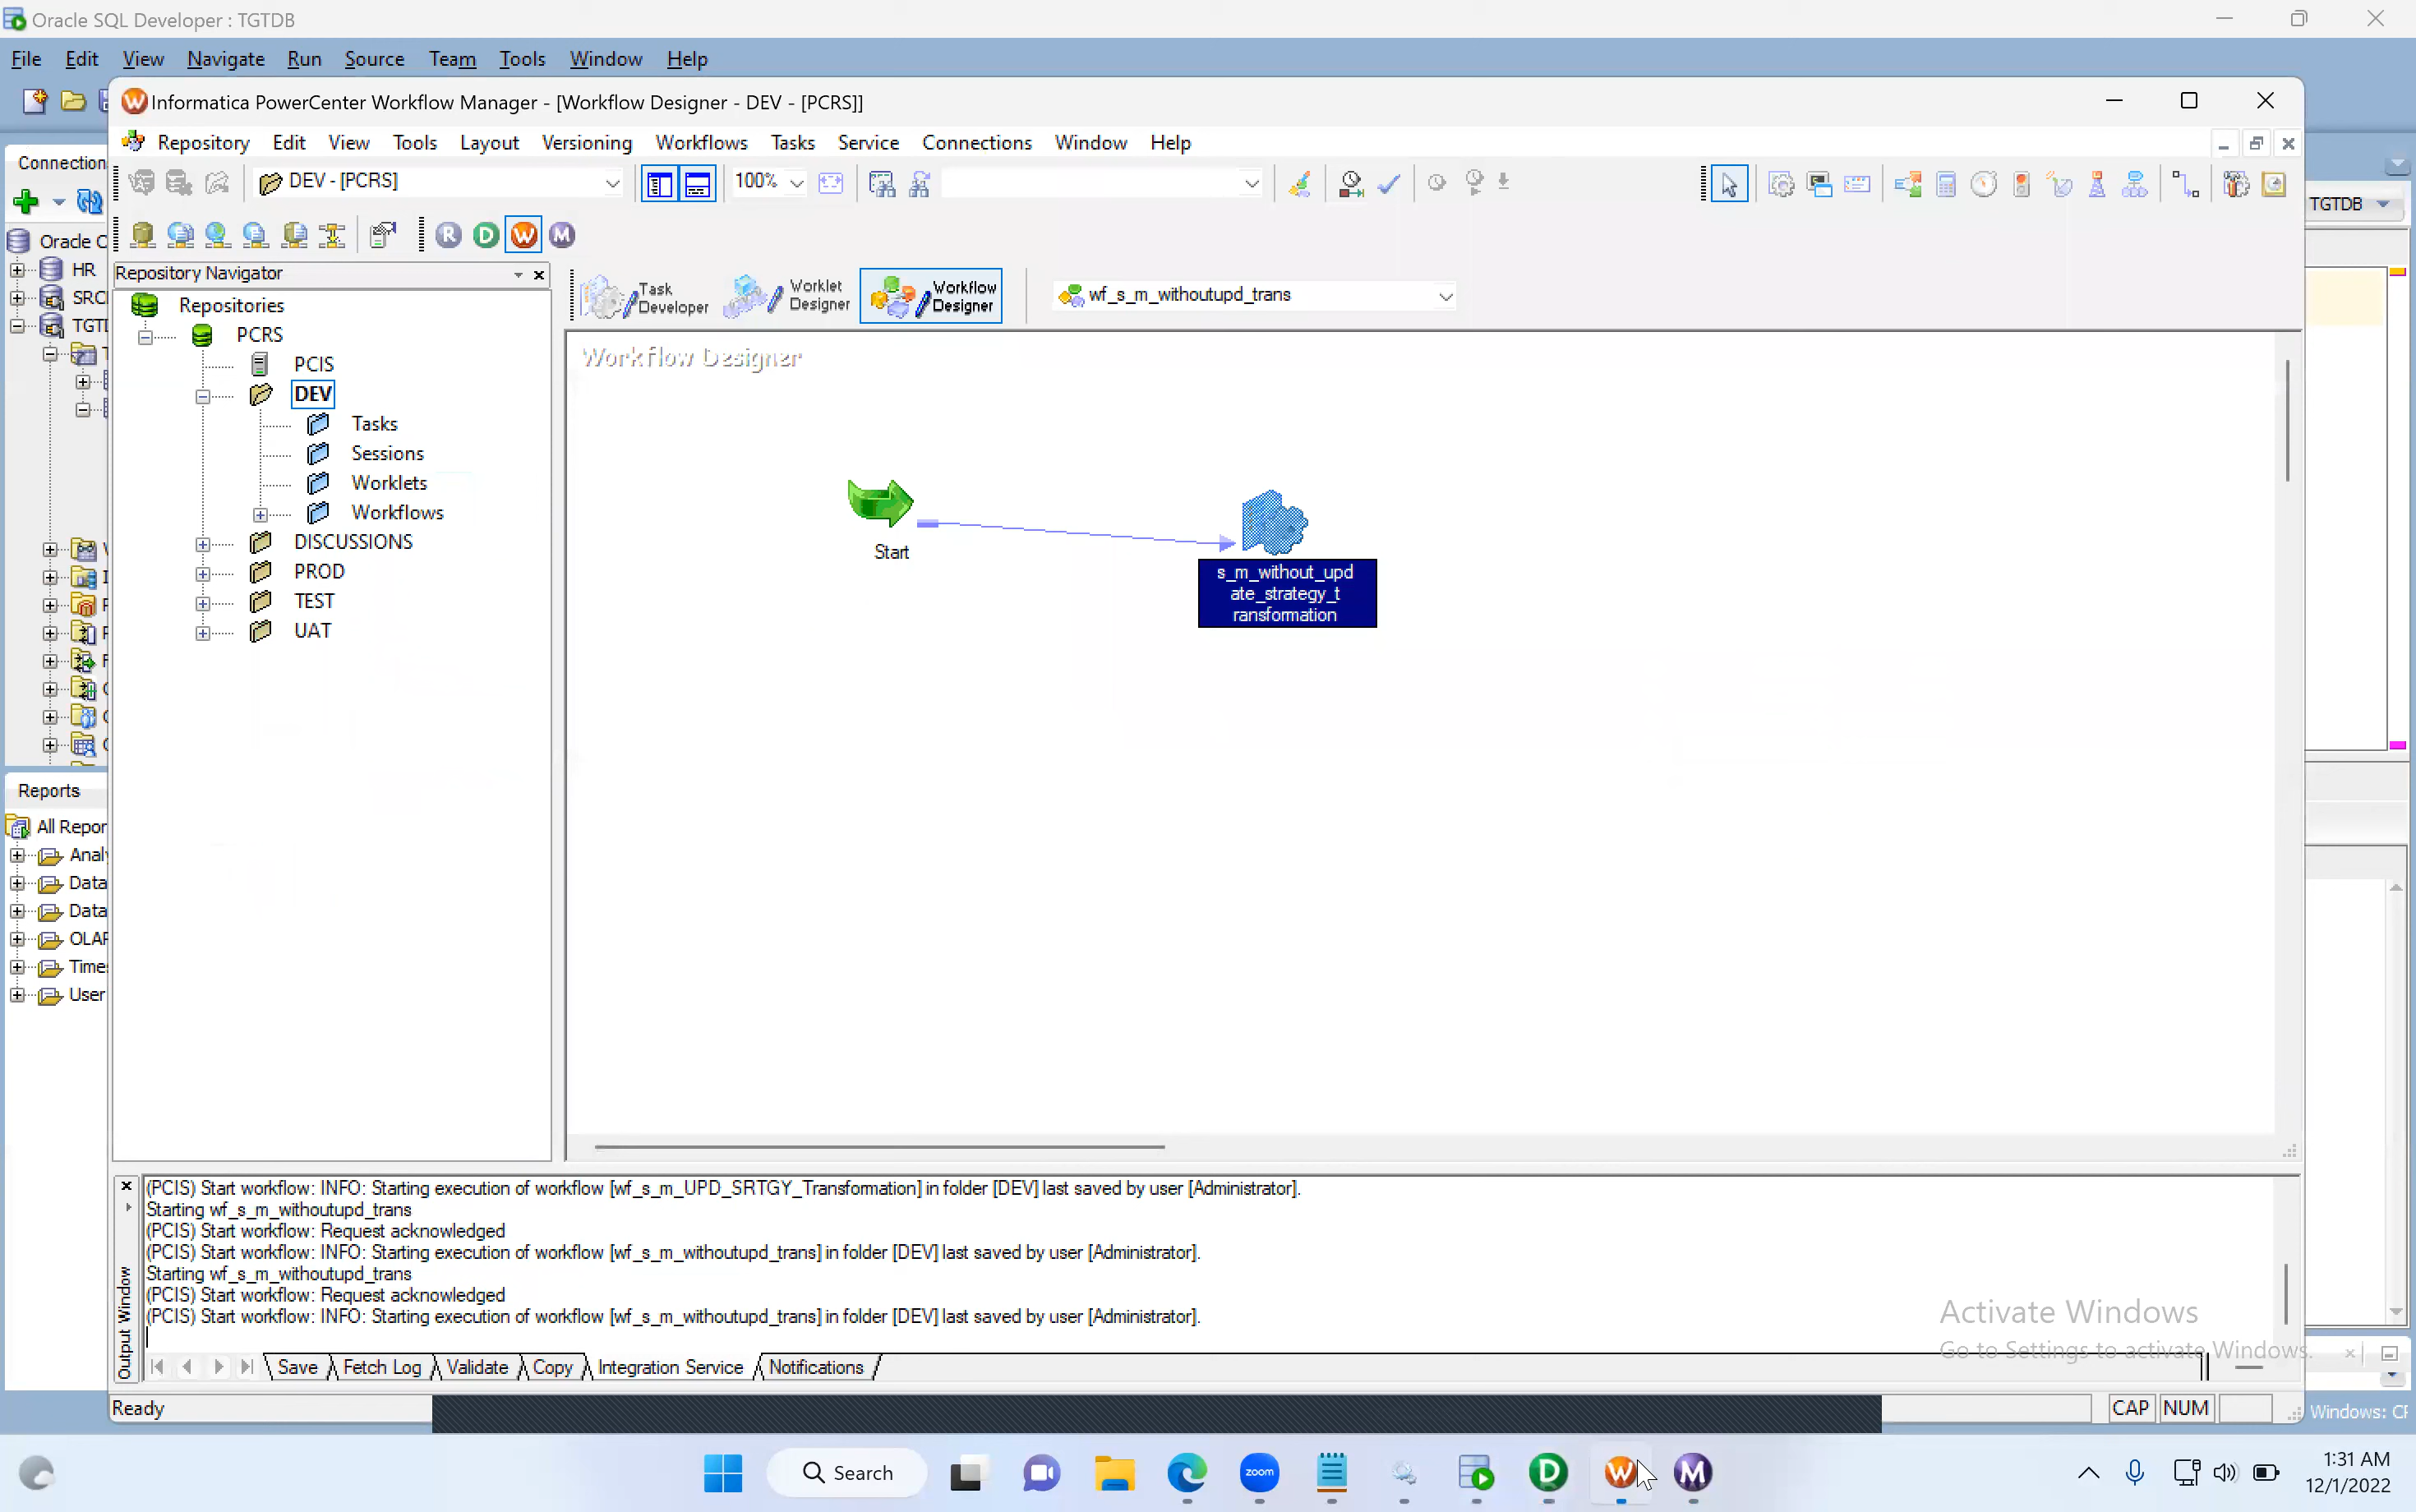 Oracle SQL Developer : TGTDB
File Edit View Navigate Run Source Team Tools Window Help
Informatica PowerCenter Workflow Manager - [Workflow Designer - DEV - [PCRS]]
Repository Edit View Tools Layout Versioning Workflows Tasks Service Connections Window Help
Connection
DEV - [PCRS]
100%
TGTDB
R D W M
Oracle C
HR
SRC
TGT
Repository Navigator
Repositories
PCRS
PCIS
DEV
Tasks
Sessions
Worklets
Workflows
DISCUSSIONS
PROD
TEST
UAT
Task
Developer
Worklet
Designer
Workflow
Designer
wf_s_m_withoutupd_trans
Workflow Designer
Start
s_m_without_upd
ate_strategy_t
ransformation
Reports
All Repor
Analy
Data
Data
OLAP
Times
User
(PCIS) Start workflow: INFO: Starting execution of workflow [wf_s_m_UPD_SRTGY_Transformation] in folder [DEV] last saved by user [Administrator].
Starting wf_s_m_withoutupd_trans
(PCIS) Start workflow: Request acknowledged
(PCIS) Start workflow: INFO: Starting execution of workflow [wf_s_m_withoutupd_trans] in folder [DEV] last saved by user [Administrator].
Starting wf_s_m_withoutupd_trans
(PCIS) Start workflow: Request acknowledged
(PCIS) Start workflow: INFO: Starting execution of workflow [wf_s_m_withoutupd_trans] in folder [DEV] last saved by user [Administrator].
Output Window
Save Fetch Log Validate Copy Integration Service Notifications
Activate Windows
Go to Settings to activate Windows.
Ready
CAP NUM
Windows: CF
Search
zoom
D W M
1:31 AM
12/1/2022